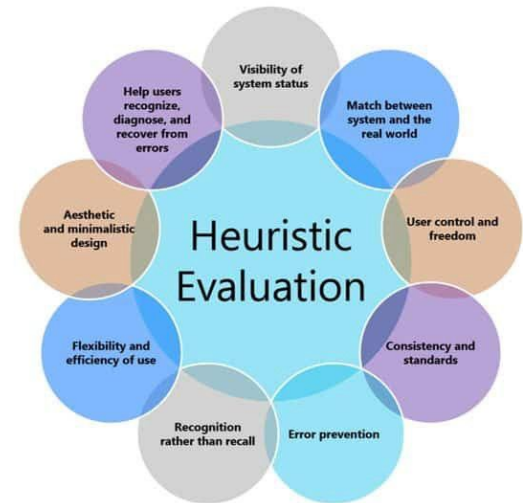 Visibility of
system status
Match between
system and the
real world
User control and
freedom
Consistency and
standards
Error prevention
Recognition
rather than recall
Flexibility and
efficiency of use
Aesthetic
and minimalistic
design
Help users
recognize,
diagnose, and
recover from
errors
Heuristic
Evaluation